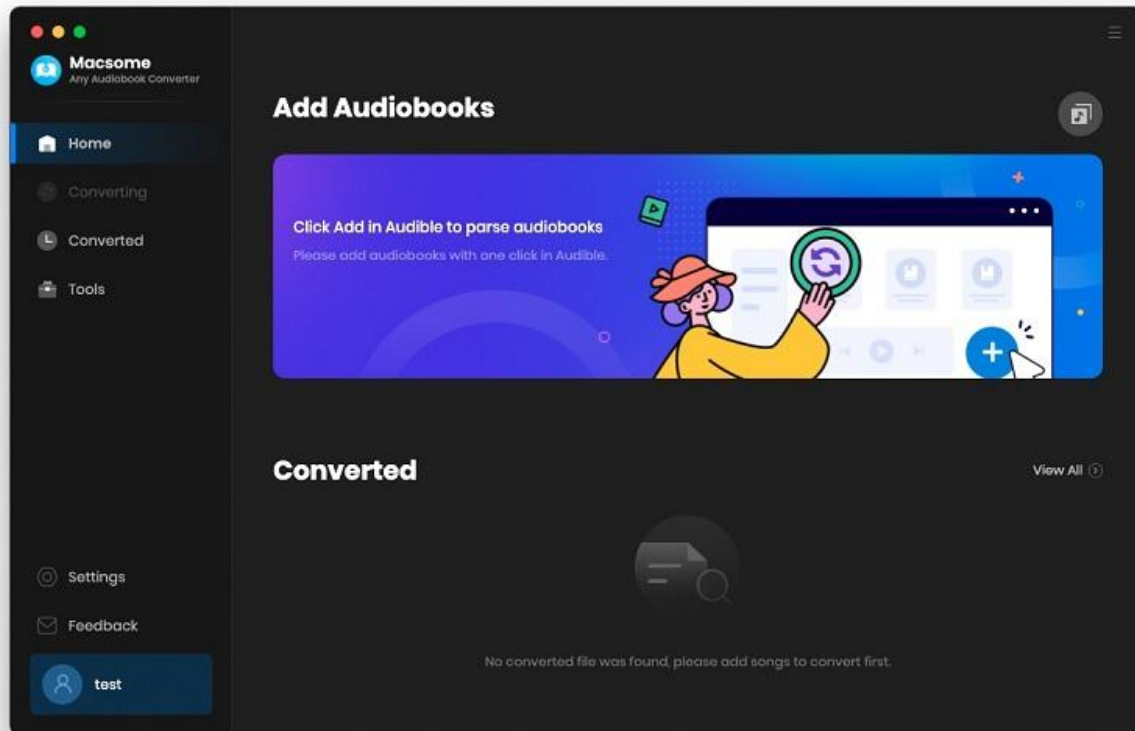 Macsome
Any Audiobook Converter
Home
Converting
Converted
Tools
Settings
Feedback
test
Add Audiobooks
Click Add in Audible to parse audiobooks
Please add audiobooks with one click in Audible.
Converted
View All
No converted file was found, please add songs to convert first.